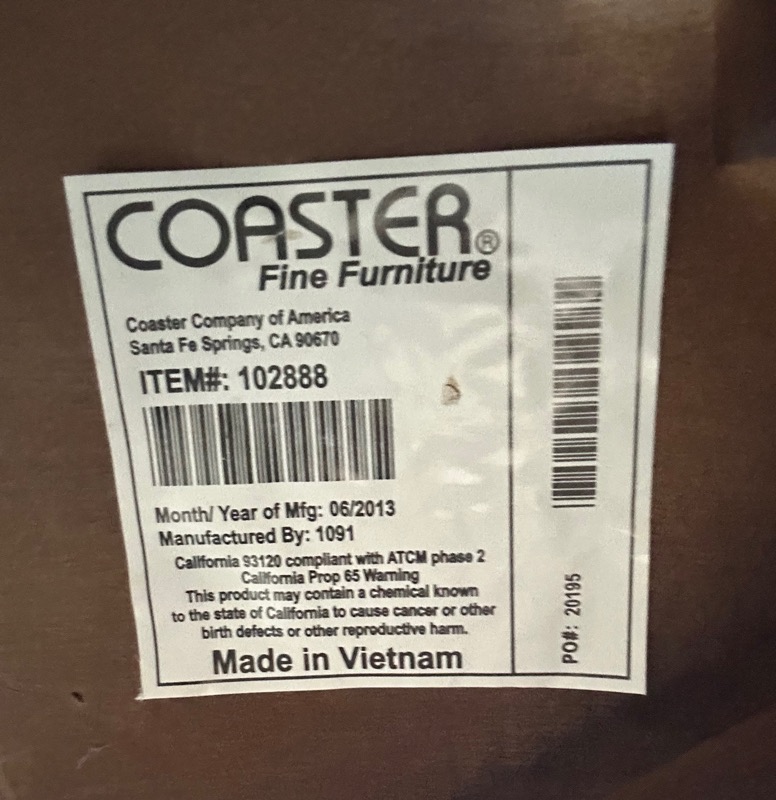 COASTER®
Fine Furniture
Coaster Company of America
Santa Fe Springs, CA 90670
ITEM#: 102888
Month/ Year of Mfg: 06/2013
Manufactured By: 1091
California 93120 compliant with ATCM phase 2
California Prop 65 Warning
This product may contain a chemical known
to the state of California to cause cancer or other
birth defects or other reproductive harm.
Made in Vietnam
PO#: 20195